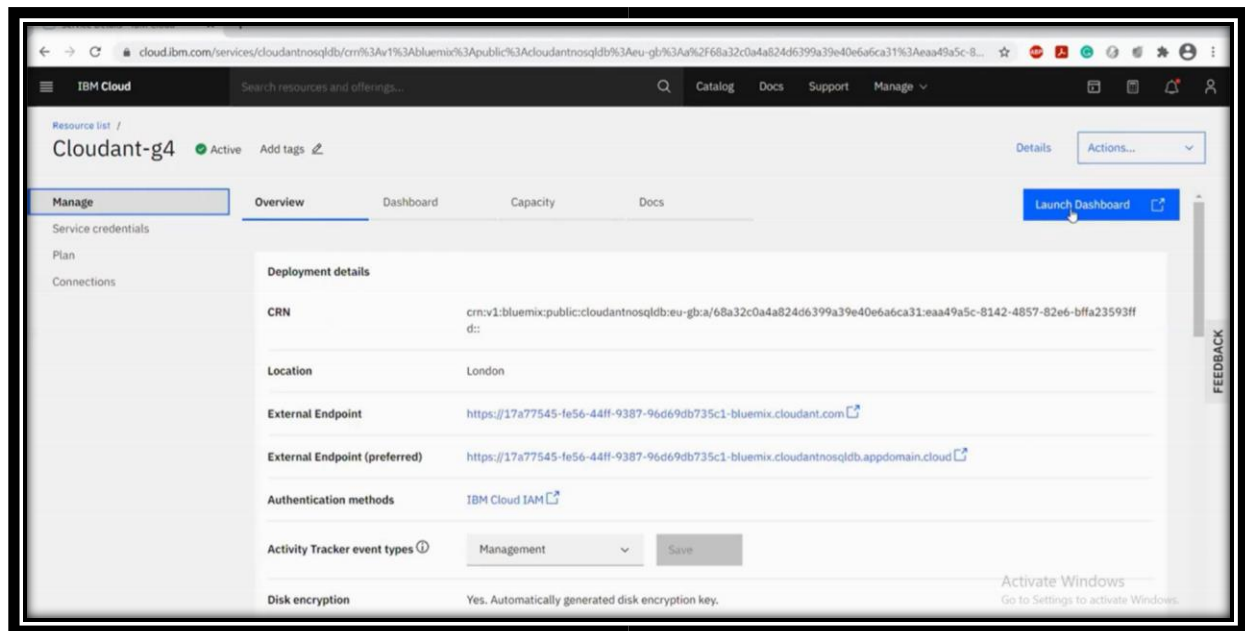 cloud.ibm.com/services/cloudantnosqldb/crn%3Av1%3Abluemix%3Apublic%3Acloudantnosqldb%3Aeu-gb%3Aa%2F68a32c0a4a824d6399a39e40e6a6ca31%3Aeaa49a5c-8...
IBM Cloud Search resources and offerings... Catalog Docs Support Manage
Resource list /
Cloudant-g4 Active Add tags Details Actions...
Manage Overview Dashboard Capacity Docs Launch Dashboard
Service credentials
Plan
Deployment details
Connections
CRN crn:v1:bluemix:public:cloudantnosqldb:eu-gb:a/68a32c0a4a824d6399a39e40e6a6ca31:eaa49a5c-8142-4857-82e6-bffa23593ff
d::
FEEDBACK
Location London
External Endpoint https://17a77545-fe56-44ff-9387-96d69db735c1-bluemix.cloudant.com
External Endpoint (preferred) https://17a77545-fe56-44ff-9387-96d69db735c1-bluemix.cloudantnosqldb.appdomain.cloud
Authentication methods IBM Cloud IAM
Activity Tracker event types Management Save
Activate Windows
Disk encryption Yes. Automatically generated disk encryption key. Go to Settings to activate Windows.